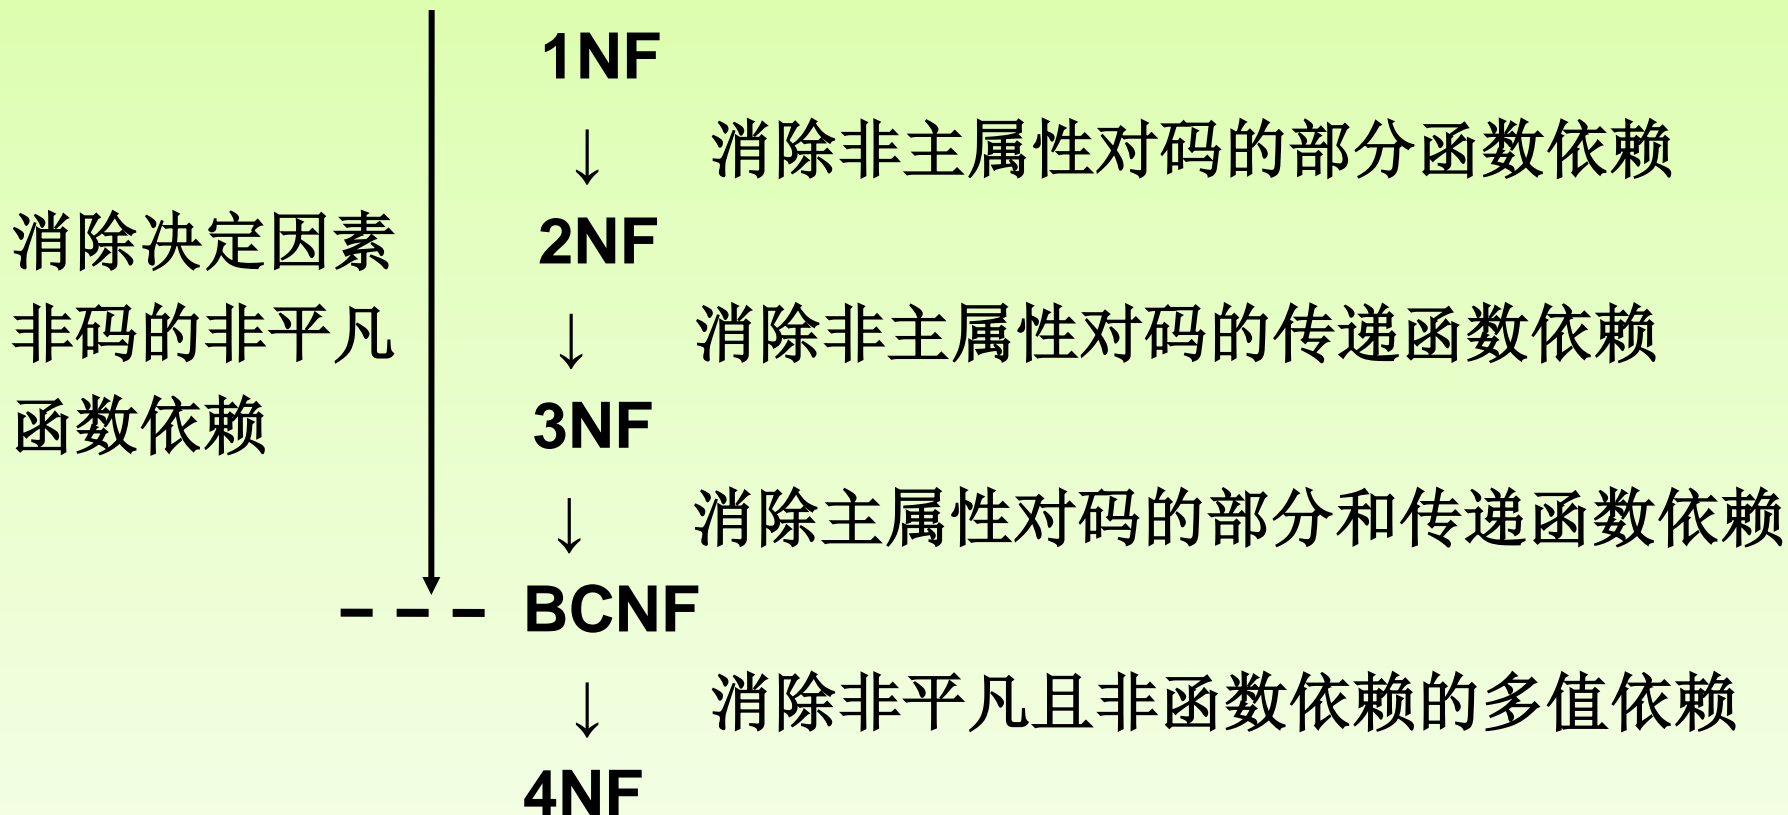 1NF
↓ 消除非主属性对码的部分函数依赖
消除决定因素 2NF
非码的非平凡 ↓ 消除非主属性对码的传递函数依赖
函数依赖 3NF
↓ 消除主属性对码的部分和传递函数依赖
– – – BCNF
↓ 消除非平凡且非函数依赖的多值依赖
4NF